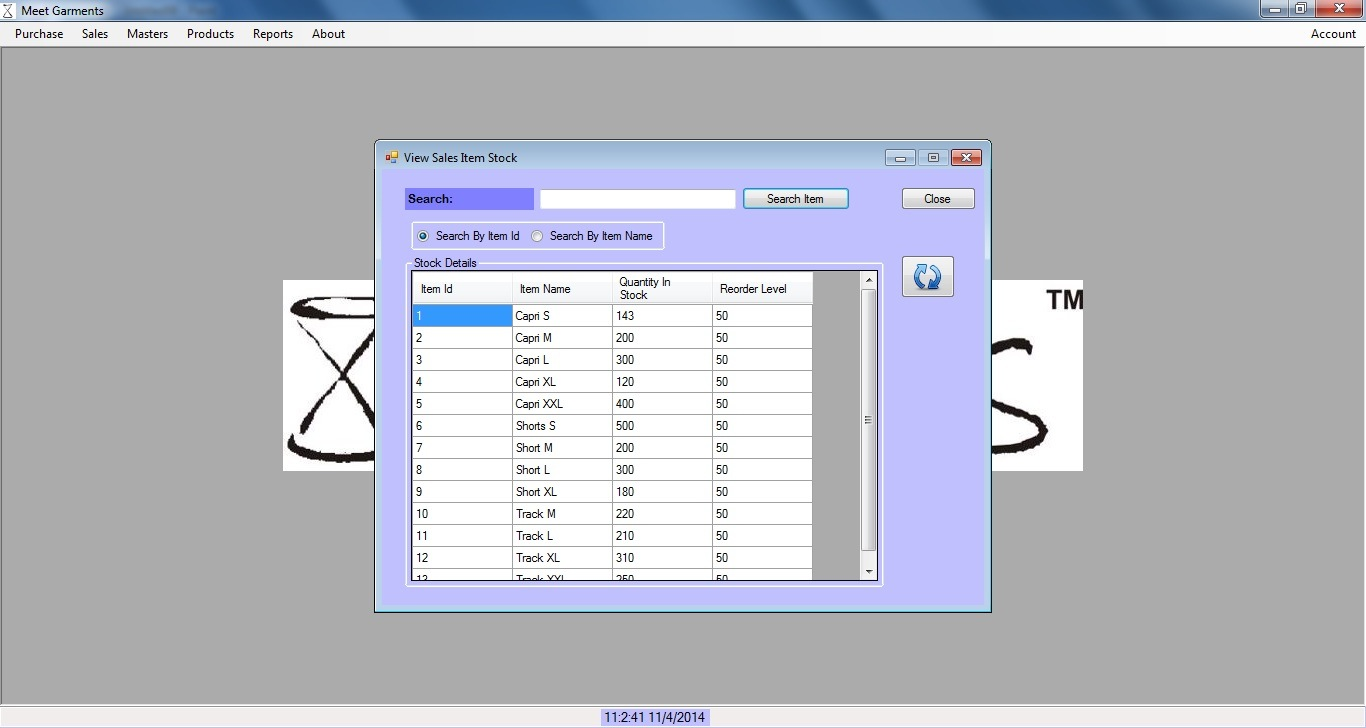 Meet Garments
Purchase Sales Masters Products Reports About Account
View Sales Item Stock
Search: Search Item Close
Search By Item Id Search By Item Name
Stock Details
Item Id Item Name Quantity In Stock Reorder Level
1 Capri S 143 50
2 Capri M 200 50
3 Capri L 300 50
4 Capri XL 120 50
5 Capri XXL 400 50
6 Shorts S 500 50
7 Short M 200 50
8 Short L 300 50
9 Short XL 180 50
10 Track M 220 50
11 Track L 210 50
12 Track XL 310 50
13 Track XXL 250 50
TM
S
11:2:41 11/4/2014